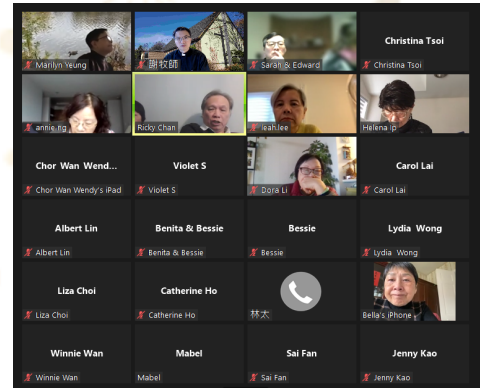 Marilyn Yeung
謝牧師
Sarah & Edward
Christina Tsoi
Christina Tsoi
annie ng
Ricky Chan
leah.lee
Helena Ip
Chor Wan Wend...
Chor Wan Wendy's iPad
Violet S
Violet S
Dora Li
Carol Lai
Carol Lai
Albert Lin
Albert Lin
Benita & Bessie
Benita & Bessie
Bessie
Bessie
Lydia Wong
Lydia Wong
Liza Choi
Liza Choi
Catherine Ho
Catherine Ho
林太
Bella's iPhone
Winnie Wan
Winnie Wan
Mabel
Mabel
Sai Fan
Sai Fan
Jenny Kao
Jenny Kao